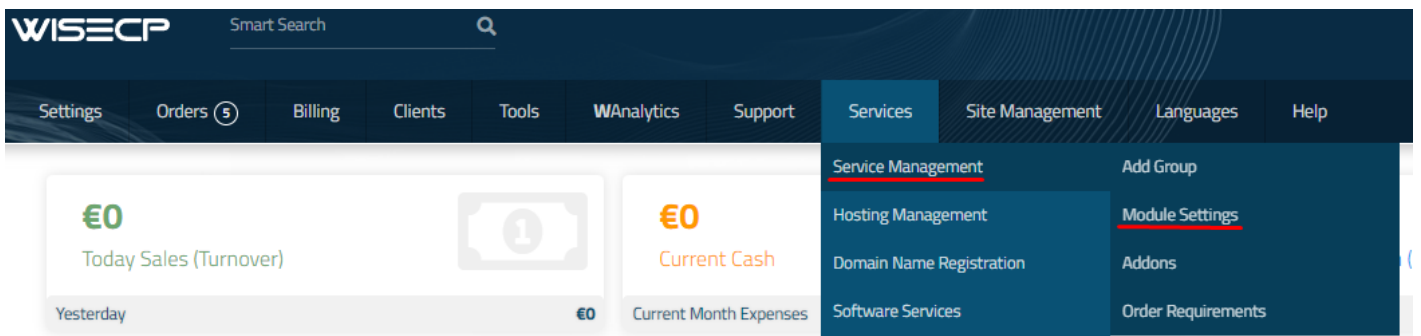 WISECP
Smart Search
Settings Orders 5 Billing Clients Tools WAnalytics Support Services Site Management Languages Help
Service Management Add Group
€0 €0 Hosting Management Module Settings
Today Sales (Turnover) Current Cash Domain Name Registration Addons (
Yesterday €0 Current Month Expenses Software Services Order Requirements